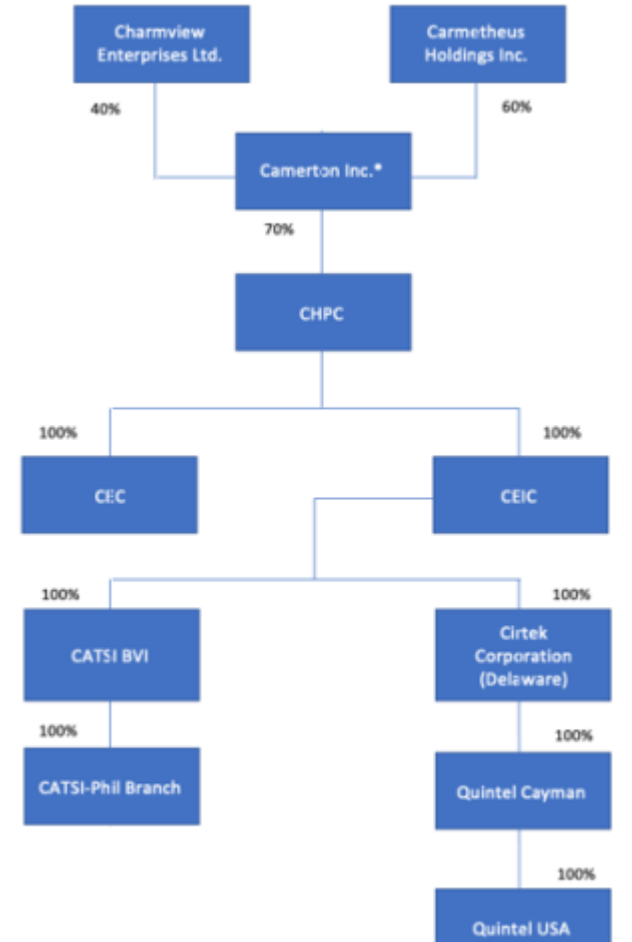 Charmview
Enterprises Ltd.
Carmetheus
Holdings Inc.
40%
60%
Camerton Inc.*
70%
CHPC
100%
100%
CEC
CEIC
100%
100%
CATSI BVI
Cirtek
Corporation
(Delaware)
100%
100%
CATSI-Phil Branch
Quintel Cayman
100%
Quintel USA